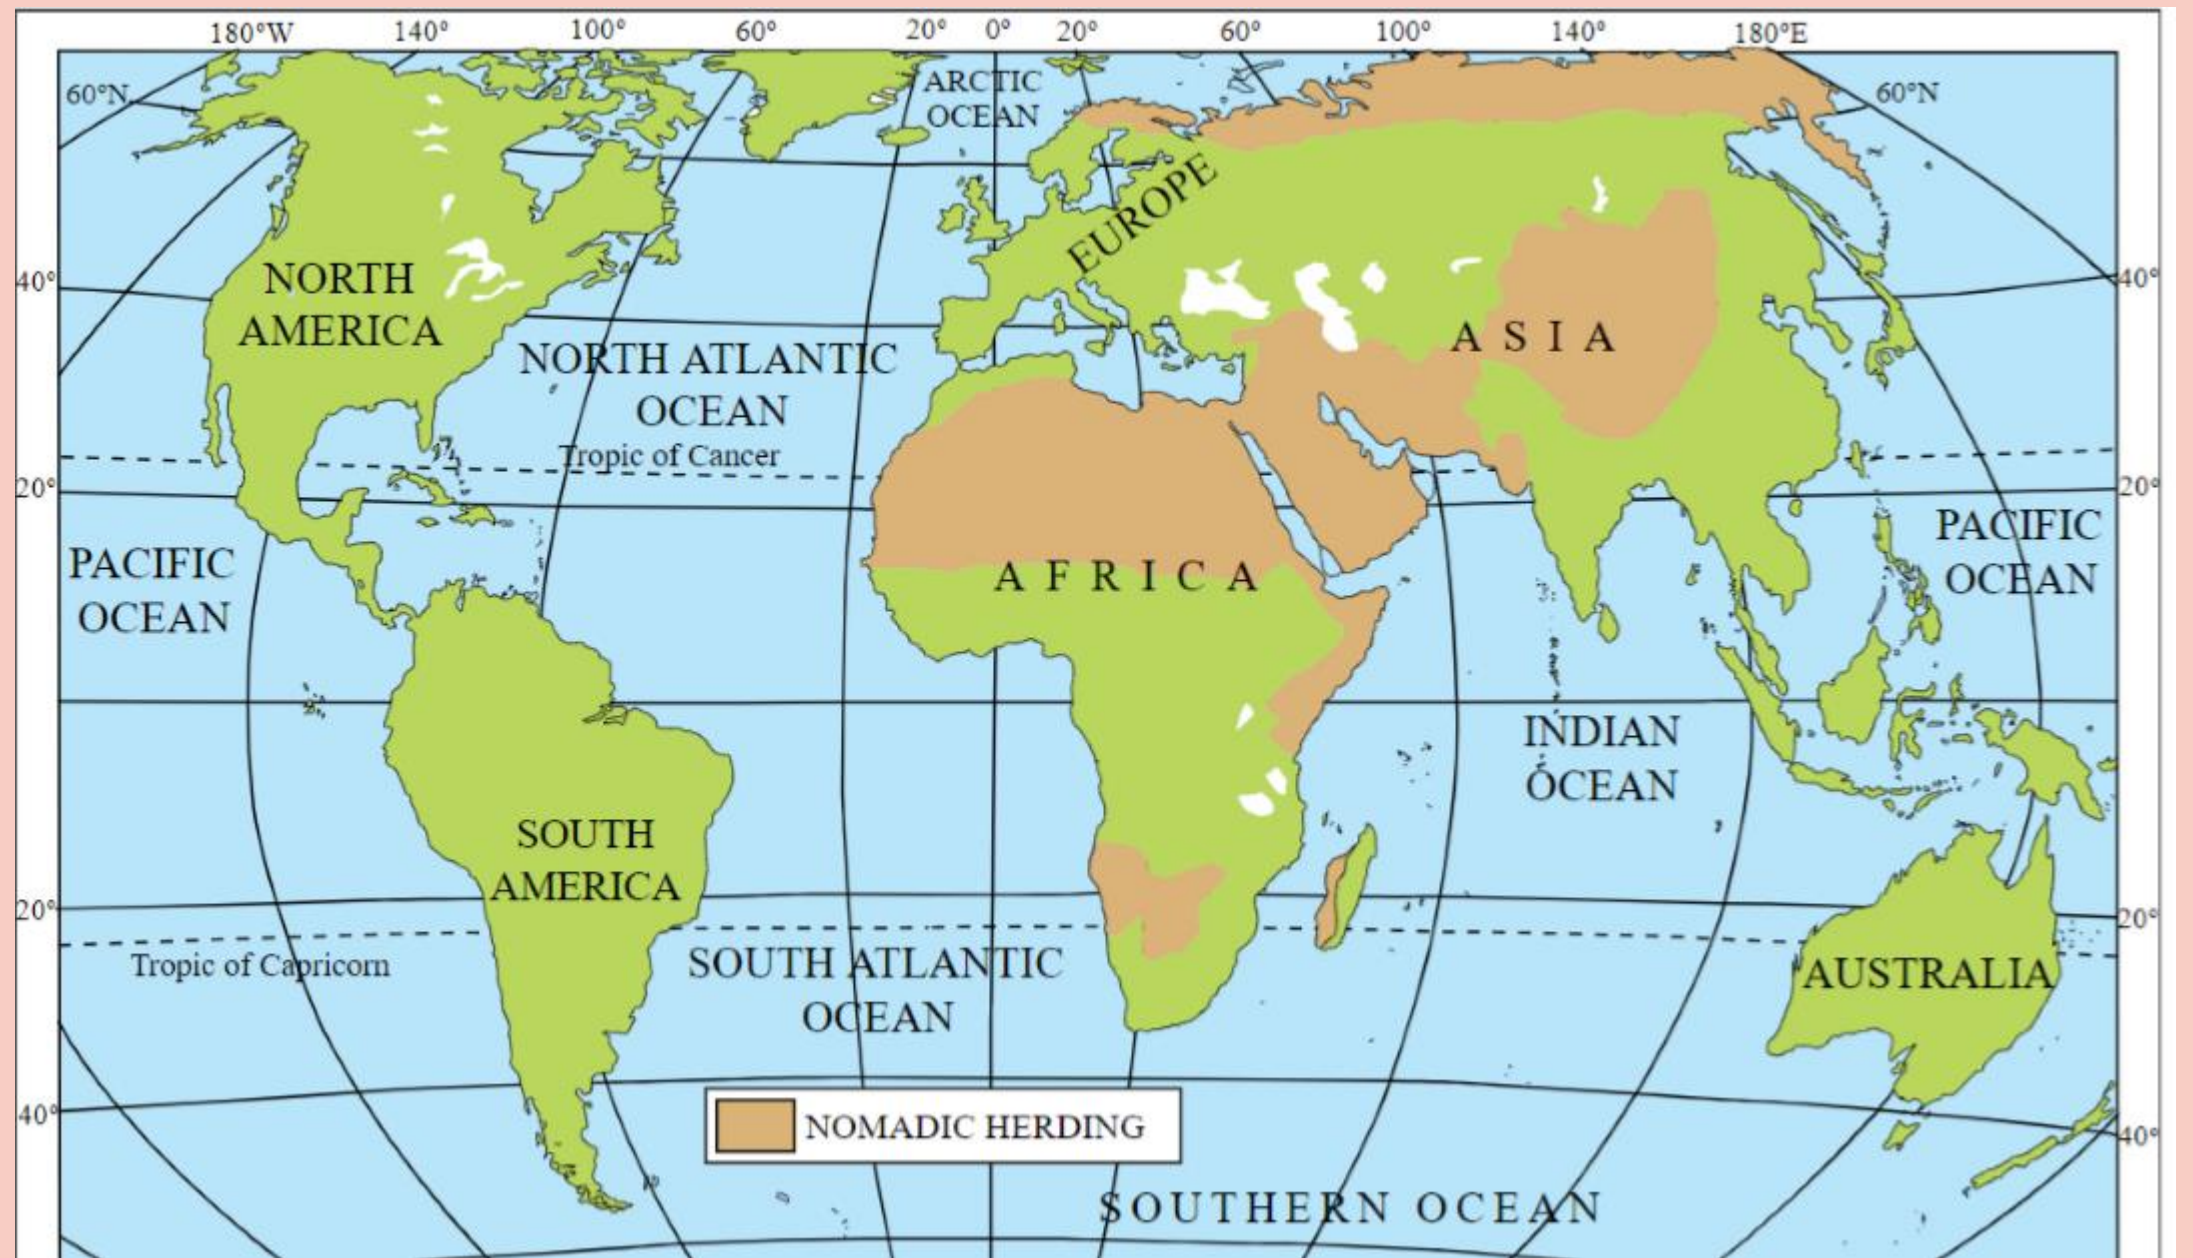 180°W 140° 100° 60° 20° 0° 20° 60° 100° 140° 180°E
60°N
ARCTIC
OCEAN
60°N
EUROPE
NORTH
AMERICA
40°
40°
ASIA
NORTH ATLANTIC
OCEAN
Tropic of Cancer
20°
20°
PACIFIC
OCEAN
AFRICA
PACIFIC
OCEAN
INDIAN
OCEAN
SOUTH
AMERICA
20°
20°
Tropic of Capricorn
SOUTH ATLANTIC
OCEAN
AUSTRALIA
40°
NOMADIC HERDING
40°
SOUTHERN OCEAN